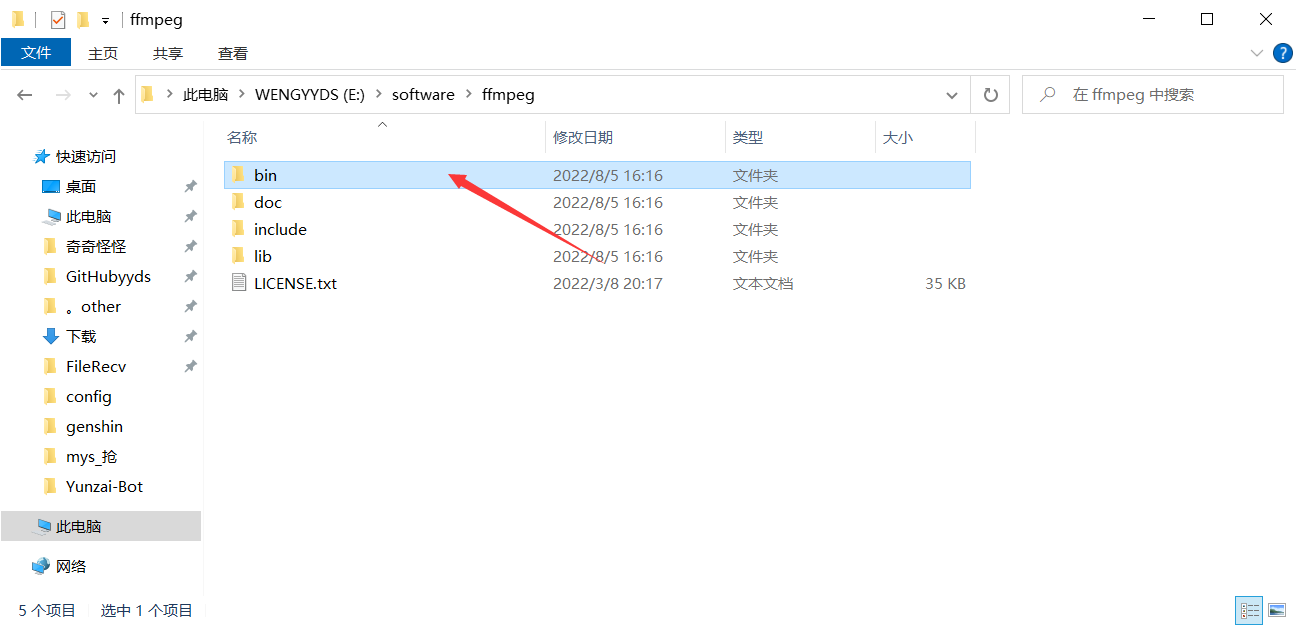 ffmpeg
文件 主页 共享 查看
此电脑 WENGYYDS (E:) software ffmpeg
在 ffmpeg 中搜索
名称 修改日期 类型 大小
bin 2022/8/5 16:16 文件夹
doc 2022/8/5 16:16 文件夹
include 2022/8/5 16:16 文件夹
lib 2022/8/5 16:16 文件夹
LICENSE.txt 2022/3/8 20:17 文本文档 35 KB
快速访问
桌面
此电脑
奇奇怪怪
GitHubyyds
。other
下载
FileRecv
config
genshin
mys_抢
Yunzai-Bot
此电脑
网络
5 个项目 选中 1 个项目